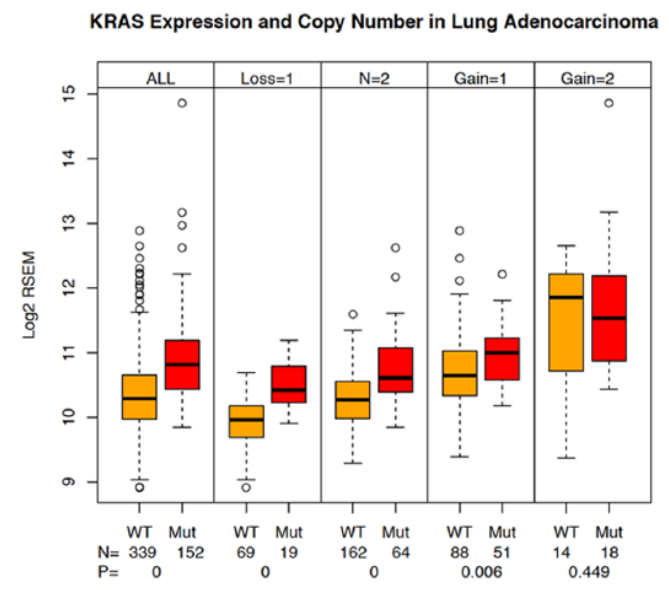 KRAS Expression and Copy Number in Lung Adenocarcinoma
ALL Loss=1 N=2 Gain=1 Gain=2
15
14
13
12
11
10
9
Log2 RSEM
WT Mut WT Mut WT Mut WT Mut WT Mut
N= 339 152 69 19 162 64 88 51 14 18
P= 0 0 0 0.006 0.449